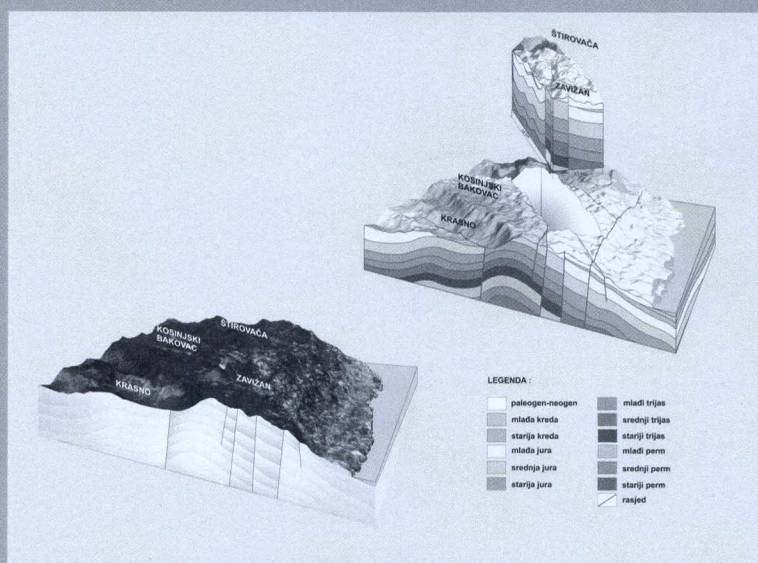 ŠTIROVAČA
ZAVIŽAN
KOSINJSKI
BAKOVAC
KRASNO
ŠTIROVAČA
KOSINJSKI
BAKOVAC
ZAVIŽAN
KRASNO
LEGENDA :
paleogen-neogen
mlađa kreda
starija kreda
mlađa jura
srednja jura
starija jura
mlađi trijas
srednji trijas
stariji trijas
mlađi perm
srednji perm
stariji perm
rasjed